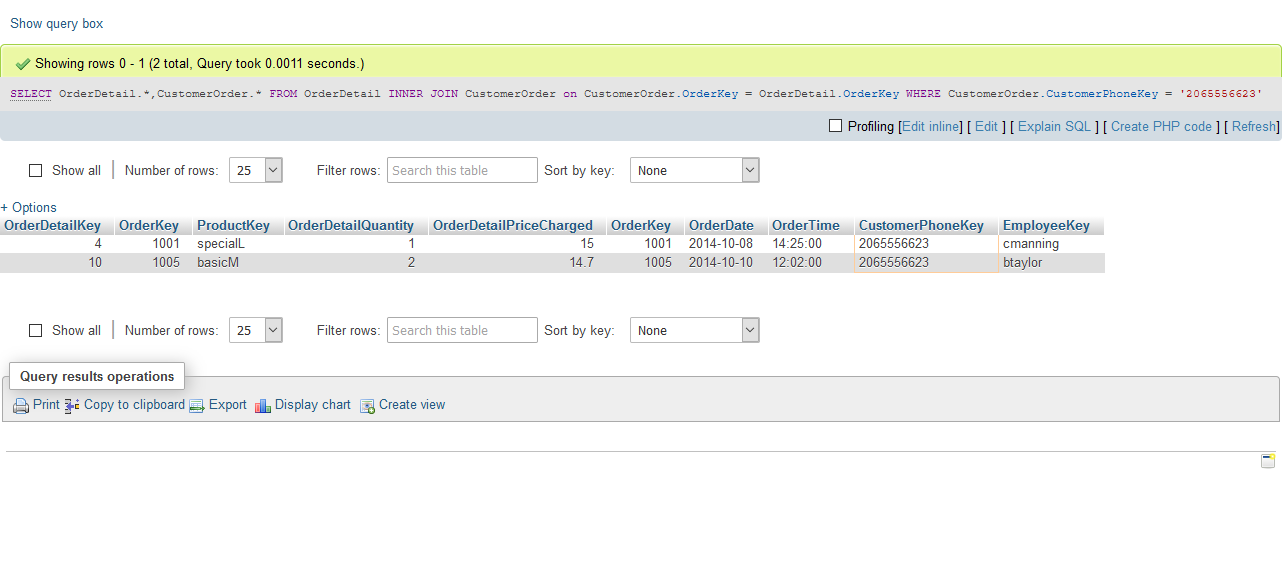 Show query box
Showing rows 0 - 1 (2 total, Query took 0.0011 seconds.)
SELECT OrderDetail.*,CustomerOrder.* FROM OrderDetail INNER JOIN CustomerOrder on CustomerOrder.OrderKey = OrderDetail.OrderKey WHERE CustomerOrder.CustomerPhoneKey = '2065556623'
Profiling [Edit inline] [ Edit ] [ Explain SQL ] [ Create PHP code ] [ Refresh]
Show all | Number of rows: 25 Filter rows: Search this table Sort by key: None
+ Options
OrderDetailKey OrderKey ProductKey OrderDetailQuantity OrderDetailPriceCharged OrderKey OrderDate OrderTime CustomerPhoneKey EmployeeKey
4 1001 specialL 1 15 1001 2014-10-08 14:25:00 2065556623 cmanning
10 1005 basicM 2 14.7 1005 2014-10-10 12:02:00 2065556623 btaylor
Show all | Number of rows: 25 Filter rows: Search this table Sort by key: None
Query results operations
Print Copy to clipboard Export Display chart Create view